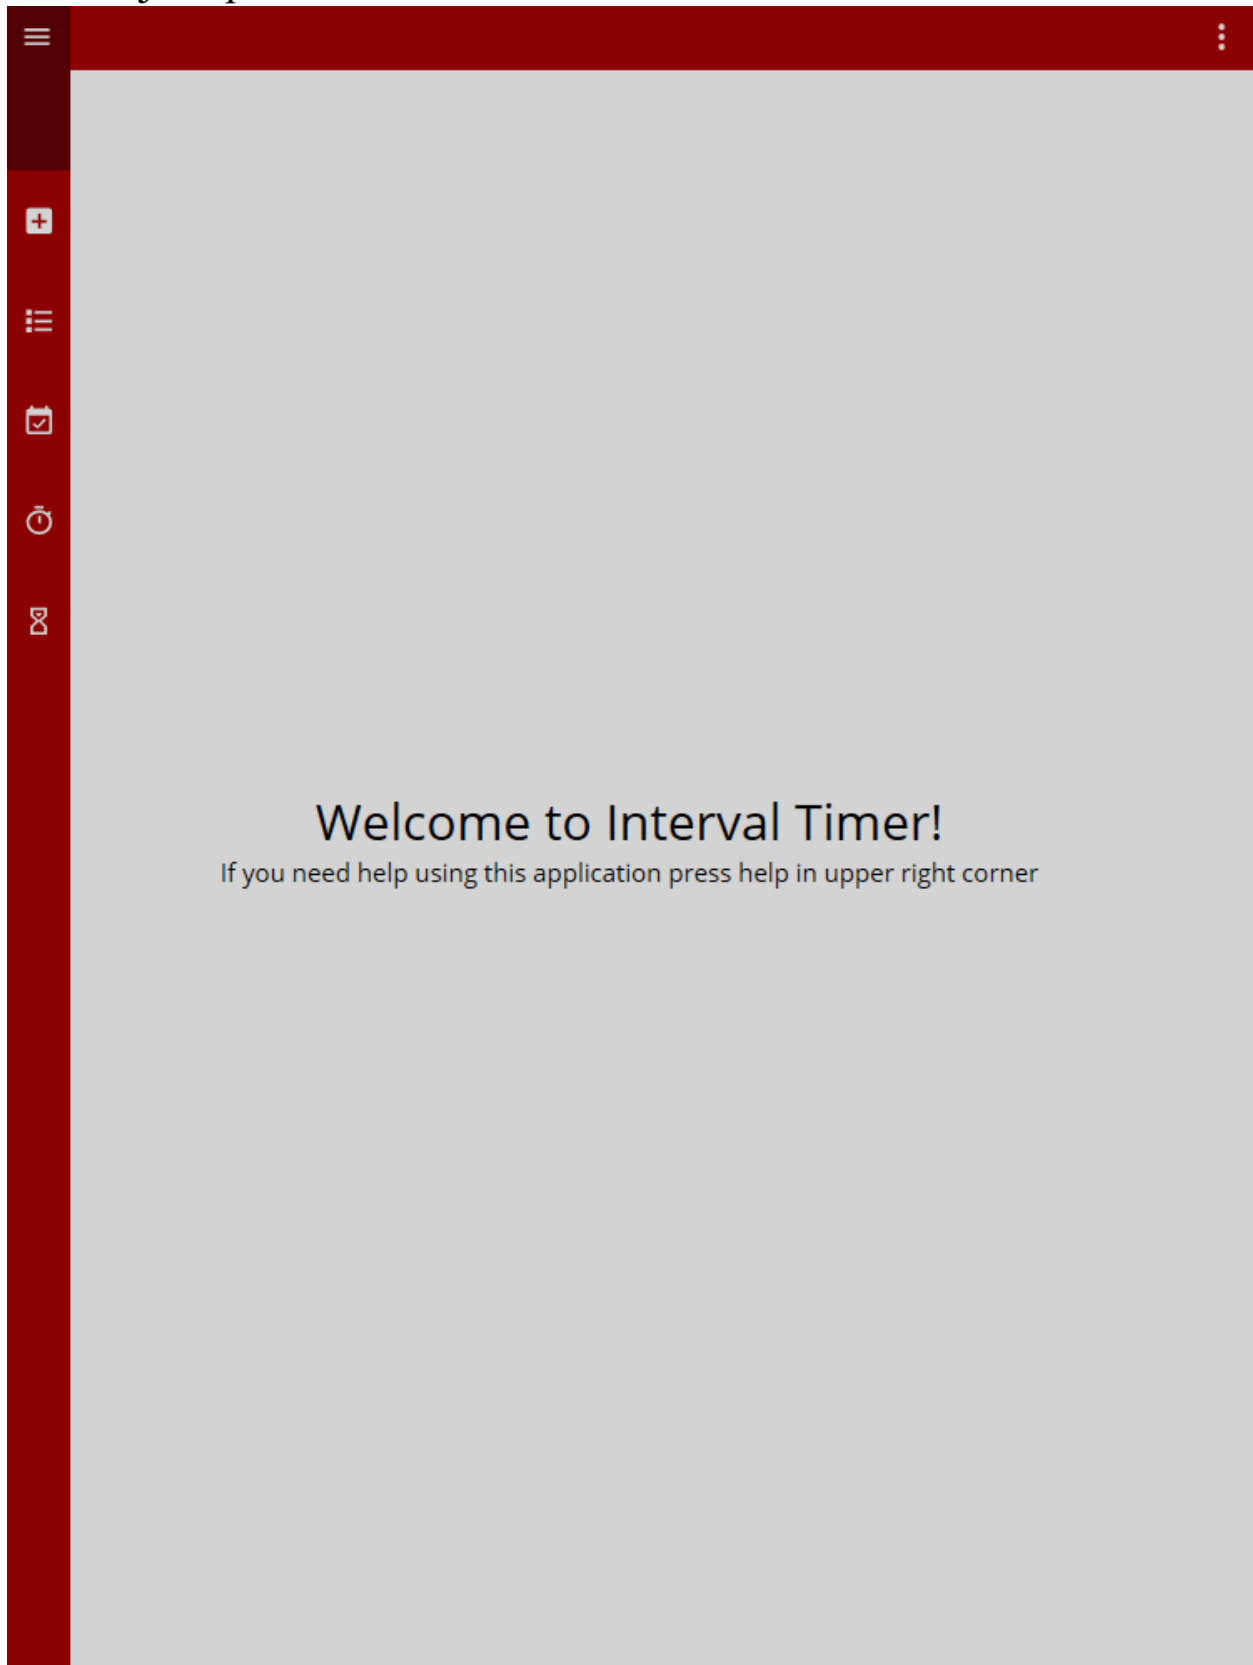 Welcome to Interval Timer!
If you need help using this application press help in upper right corner